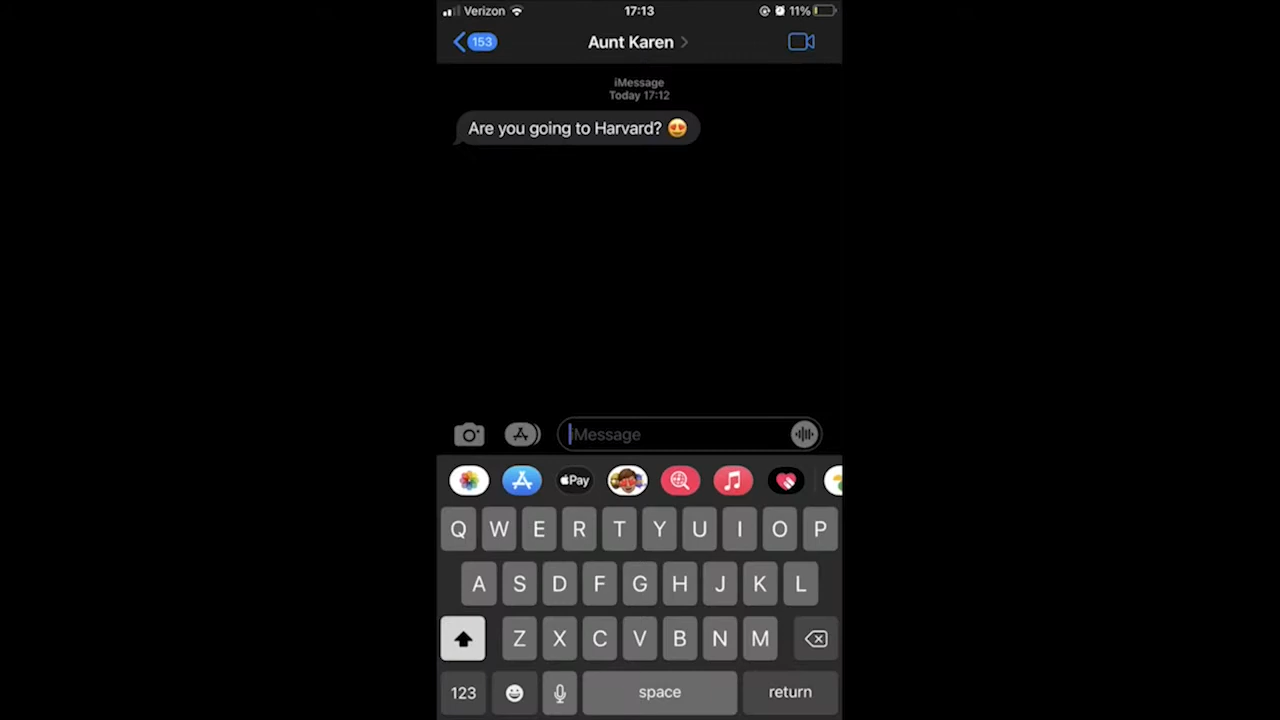 Verizon 17:13 11%
153 Aunt Karen
iMessage
Today 17:12
Are you going to Harvard? 😍
iMessage
Pay
Q W E R T Y U I O P
A S D F G H J K L
Z X C V B N M
123 space return